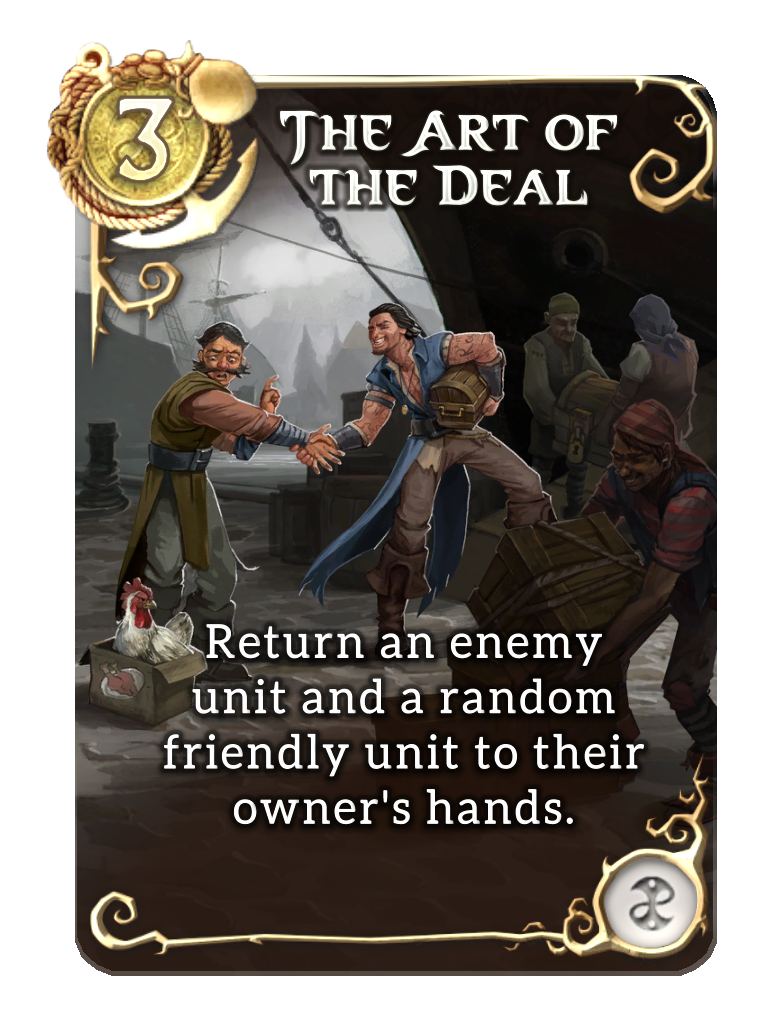 3
The Art of
the Deal
Return an enemy
unit and a random
friendly unit to their
owner's hands.